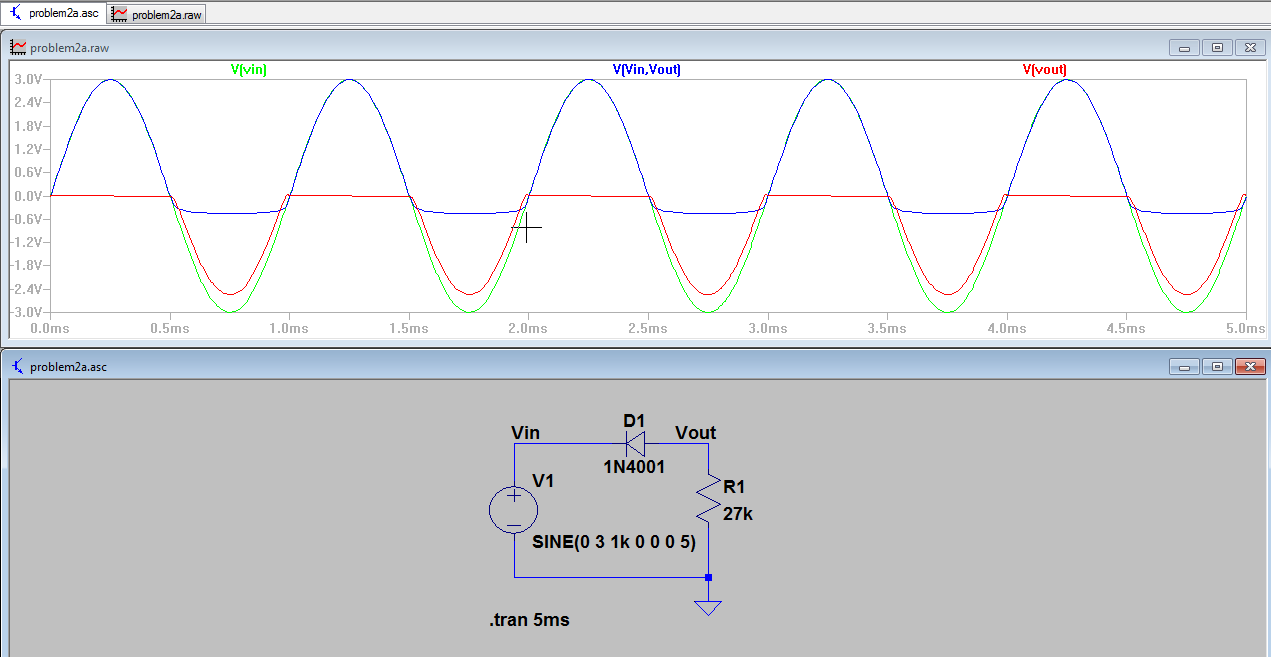 problem2a.asc problem2a.raw
problem2a.raw
V(vin) V(Vin,Vout) V(vout)
3.0V
2.4V
1.8V
1.2V
0.6V
0.0V
-0.6V
-1.2V
-1.8V
-2.4V
-3.0V
0.0ms 0.5ms 1.0ms 1.5ms 2.0ms 2.5ms 3.0ms 3.5ms 4.0ms 4.5ms 5.0ms
problem2a.asc
D1
Vin Vout
1N4001
V1 R1
27k
SINE(0 3 1k 0 0 0 5)
.tran 5ms